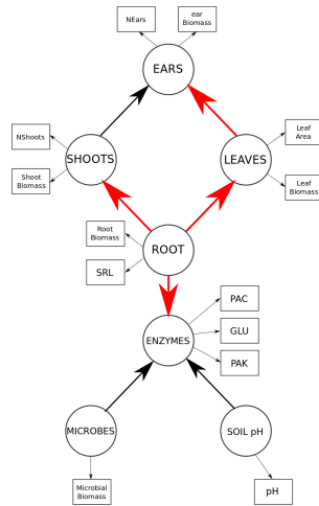 NEars
ear
Biomass
EARS
NShoots
Shoot
Biomass
SHOOTS
LEAVES
Leaf
Area
Leaf
Biomass
Root
Biomass
SRL
ROOT
PAC
GLU
PAK
ENZYMES
MICROBES
SOIL pH
Microbial
Biomass
pH